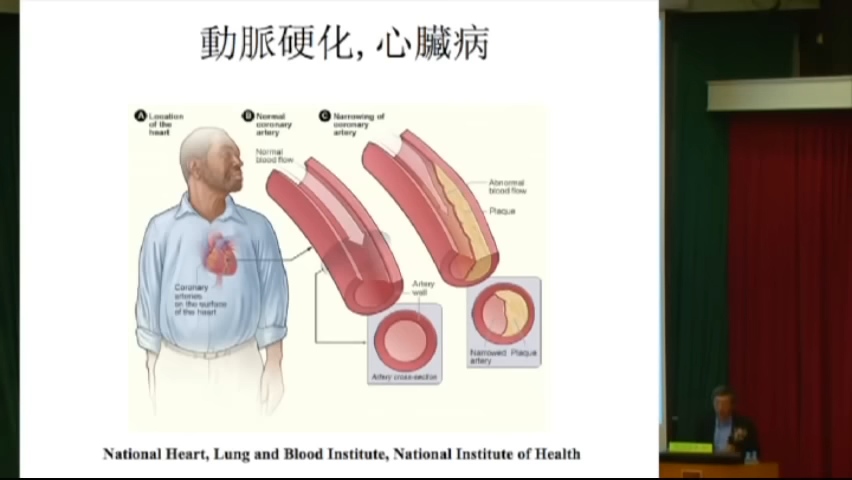 動脈硬化, 心臟病
A Location
of the
heart
B Normal
coronary
artery
C Narrowing of
coronary
artery
Normal
blood flow
Abnormal
blood flow
Plaque
Coronary
arteries
on the surface
of the heart
Artery
wall
Artery cross-section
Narrowed Plaque
artery
National Heart, Lung and Blood Institute, National Institute of Health